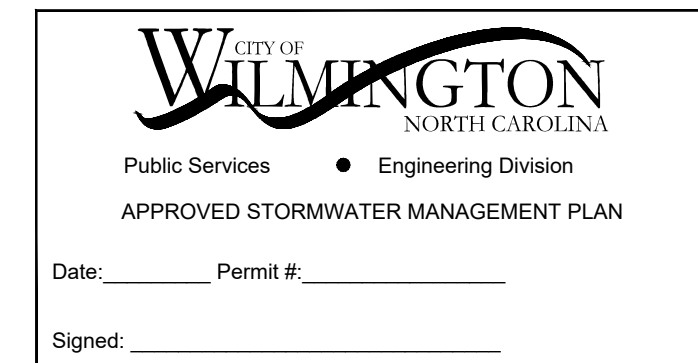 CITY OF
WILMINGTON
NORTH CAROLINA
Public Services ● Engineering Division
APPROVED STORMWATER MANAGEMENT PLAN
Date:_________ Permit #:_________________
Signed: _______________________________